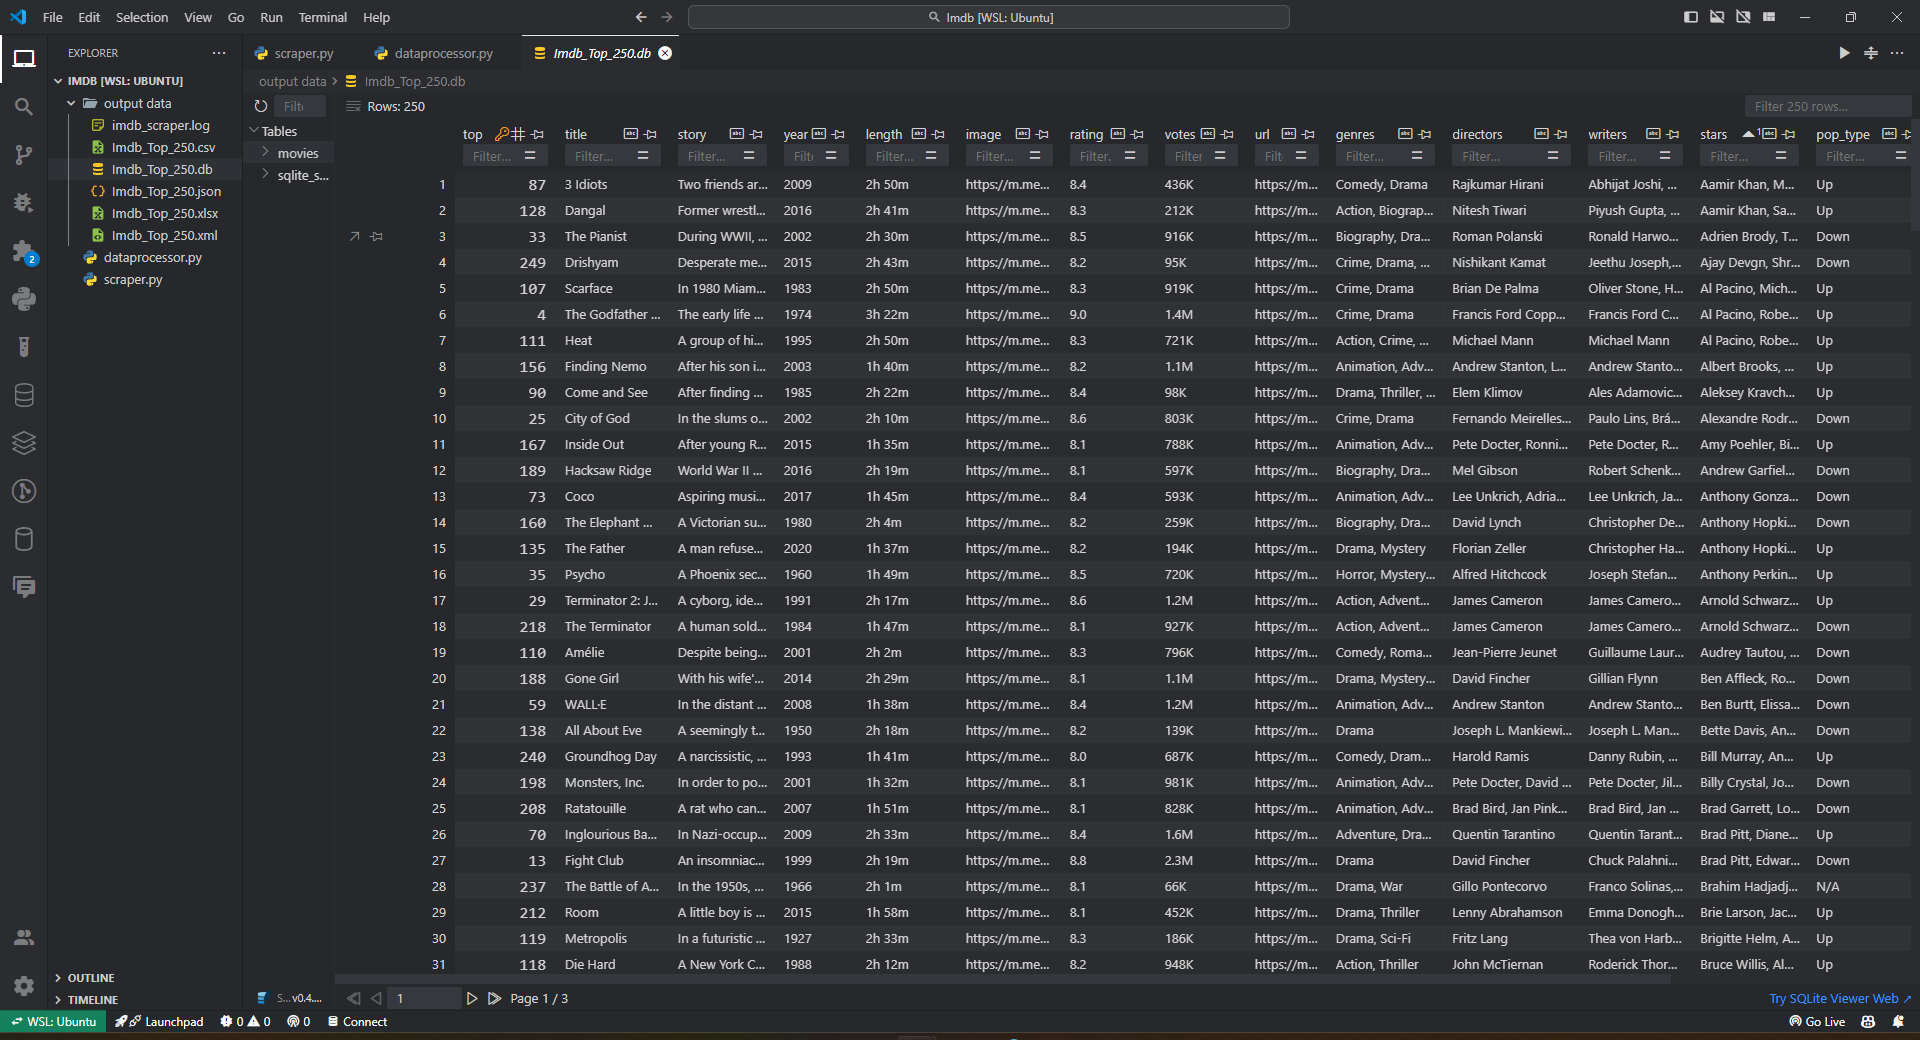 File Edit Selection View Go Run Terminal Help
Imdb [WSL: Ubuntu]
EXPLORER
scraper.py dataprocessor.py Imdb_Top_250.db
IMDB [WSL: UBUNTU]
output data
imdb_scraper.log
Imdb_Top_250.csv
Imdb_Top_250.db
Imdb_Top_250.json
Imdb_Top_250.xlsx
Imdb_Top_250.xml
dataprocessor.py
scraper.py
2
OUTLINE
TIMELINE
output data > Imdb_Top_250.db
Rows: 250
Filter 250 rows...
Tables
movies
sqlite_s...
top title story year length image rating votes url genres directors writers stars 1 pop_type
Filter... Filter... Filter... Filter... Filter... Filter. Filter Filter... Filter... Filter... Filter... Filter...
1 87 3 Idiots Two friends ar... 2009 2h 50m https://m.me... 8.4 436K https://m... Comedy, Drama Rajkumar Hirani Abhijat Joshi, ... Aamir Khan, M... Up
2 128 Dangal Former wrestl... 2016 2h 41m https://m.me... 8.3 212K https://m... Action, Biograp... Nitesh Tiwari Piyush Gupta, ... Aamir Khan, Sa... Up
3 33 The Pianist During WWII, ... 2002 2h 30m https://m.me... 8.5 916K https://m... Biography, Dra... Roman Polanski Ronald Harwo... Adrien Brody, T... Down
4 249 Drishyam Desperate me... 2015 2h 43m https://m.me... 8.2 95K https://m... Crime, Drama, ... Nishikant Kamat Jeethu Joseph,... Ajay Devgn, Shr... Down
5 107 Scarface In 1980 Miam... 1983 2h 50m https://m.me... 8.3 919K https://m... Crime, Drama Brian De Palma Oliver Stone, H... Al Pacino, Mich... Up
6 4 The Godfather ... The early life ... 1974 3h 22m https://m.me... 9.0 1.4M https://m... Crime, Drama Francis Ford Copp... Francis Ford C... Al Pacino, Robe... Up
7 111 Heat A group of hi... 1995 2h 50m https://m.me... 8.3 721K https://m... Action, Crime, ... Michael Mann Michael Mann Al Pacino, Robe... Up
8 156 Finding Nemo After his son i... 2003 1h 40m https://m.me... 8.2 1.1M https://m... Animation, Adv... Andrew Stanton, L... Andrew Stanto... Albert Brooks, ... Up
9 90 Come and See After finding ... 1985 2h 22m https://m.me... 8.4 98K https://m... Drama, Thriller, ... Elem Klimov Ales Adamovic... Aleksey Kravch... Up
10 25 City of God In the slums o... 2002 2h 10m https://m.me... 8.6 803K https://m... Crime, Drama Fernando Meirelles... Paulo Lins, Brá... Alexandre Rodr... Down
11 167 Inside Out After young R... 2015 1h 35m https://m.me... 8.1 788K https://m... Animation, Adv... Pete Docter, Ronni... Pete Docter, R... Amy Poehler, Bi... Up
12 189 Hacksaw Ridge World War II ... 2016 2h 19m https://m.me... 8.1 597K https://m... Biography, Dra... Mel Gibson Robert Schenk... Andrew Garfiel... Down
13 73 Coco Aspiring musi... 2017 1h 45m https://m.me... 8.4 593K https://m... Animation, Adv... Lee Unkrich, Adria... Lee Unkrich, Ja... Anthony Gonza... Down
14 160 The Elephant ... A Victorian su... 1980 2h 4m https://m.me... 8.2 259K https://m... Biography, Dra... David Lynch Christopher De... Anthony Hopki... Down
15 135 The Father A man refuse... 2020 1h 37m https://m.me... 8.2 194K https://m... Drama, Mystery Florian Zeller Christopher Ha... Anthony Hopki... Up
16 35 Psycho A Phoenix sec... 1960 1h 49m https://m.me... 8.5 720K https://m... Horror, Mystery... Alfred Hitchcock Joseph Stefan... Anthony Perkin... Up
17 29 Terminator 2: J... A cyborg, ide... 1991 2h 17m https://m.me... 8.6 1.2M https://m... Action, Advent... James Cameron James Camero... Arnold Schwarz... Up
18 218 The Terminator A human sold... 1984 1h 47m https://m.me... 8.1 927K https://m... Action, Advent... James Cameron James Camero... Arnold Schwarz... Down
19 110 Amélie Despite being... 2001 2h 2m https://m.me... 8.3 796K https://m... Comedy, Roma... Jean-Pierre Jeunet Guillaume Laur... Audrey Tautou, ... Down
20 188 Gone Girl With his wife'... 2014 2h 29m https://m.me... 8.1 1.1M https://m... Drama, Mystery... David Fincher Gillian Flynn Ben Affleck, Ro... Down
21 59 WALL·E In the distant ... 2008 1h 38m https://m.me... 8.4 1.2M https://m... Animation, Adv... Andrew Stanton Andrew Stanto... Ben Burtt, Elissa... Down
22 138 All About Eve A seemingly t... 1950 2h 18m https://m.me... 8.2 139K https://m... Drama Joseph L. Mankiewi... Joseph L. Man... Bette Davis, An... Down
23 240 Groundhog Day A narcissistic, ... 1993 1h 41m https://m.me... 8.0 687K https://m... Comedy, Dram... Harold Ramis Danny Rubin, ... Bill Murray, An... Up
24 198 Monsters, Inc. In order to po... 2001 1h 32m https://m.me... 8.1 981K https://m... Animation, Adv... Pete Docter, David ... Pete Docter, Jil... Billy Crystal, Jo... Down
25 208 Ratatouille A rat who can... 2007 1h 51m https://m.me... 8.1 828K https://m... Animation, Adv... Brad Bird, Jan Pink... Brad Bird, Jan ... Brad Garrett, Lo... Down
26 70 Inglourious Ba... In Nazi-occup... 2009 2h 33m https://m.me... 8.4 1.6M https://m... Adventure, Dra... Quentin Tarantino Quentin Tarant... Brad Pitt, Diane... Up
27 13 Fight Club An insomniac... 1999 2h 19m https://m.me... 8.8 2.3M https://m... Drama David Fincher Chuck Palahni... Brad Pitt, Edwar... Down
28 237 The Battle of A... In the 1950s, ... 1966 2h 1m https://m.me... 8.1 66K https://m... Drama, War Gillo Pontecorvo Franco Solinas,... Brahim Hadjadj... N/A
29 212 Room A little boy is ... 2015 1h 58m https://m.me... 8.1 452K https://m... Drama, Thriller Lenny Abrahamson Emma Donogh... Brie Larson, Jac... Up
30 119 Metropolis In a futuristic ... 1927 2h 33m https://m.me... 8.3 186K https://m... Drama, Sci-Fi Fritz Lang Thea von Harb... Brigitte Helm, A... Up
31 118 Die Hard A New York C... 1988 2h 12m https://m.me... 8.2 948K https://m... Action, Thriller John McTiernan Roderick Thor... Bruce Willis, Al... Up
S... v0.4.... 1 Page 1 / 3
Try SQLite Viewer Web
WSL: Ubuntu Launchpad 0 0 0 Connect Go Live